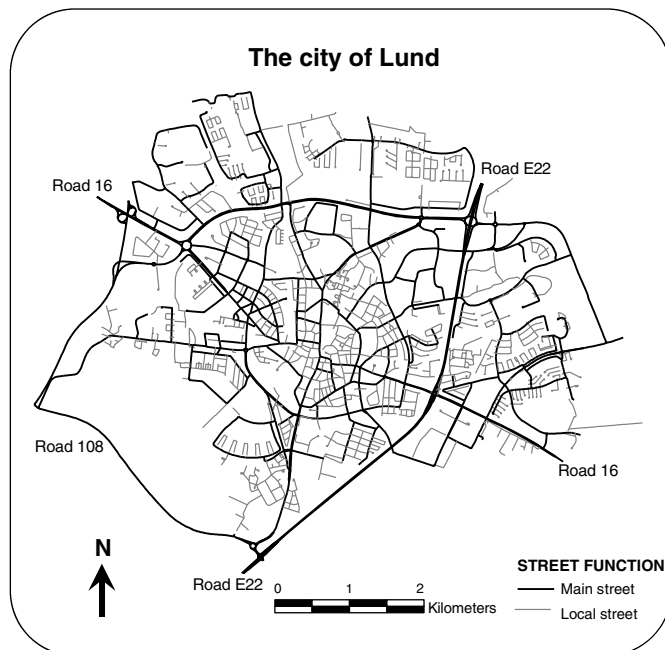 The city of Lund
Road E22
Road 16
Road 108
Road 16
N
Road E22
0 1 2
Kilometers
STREET FUNCTION
Main street
Local street